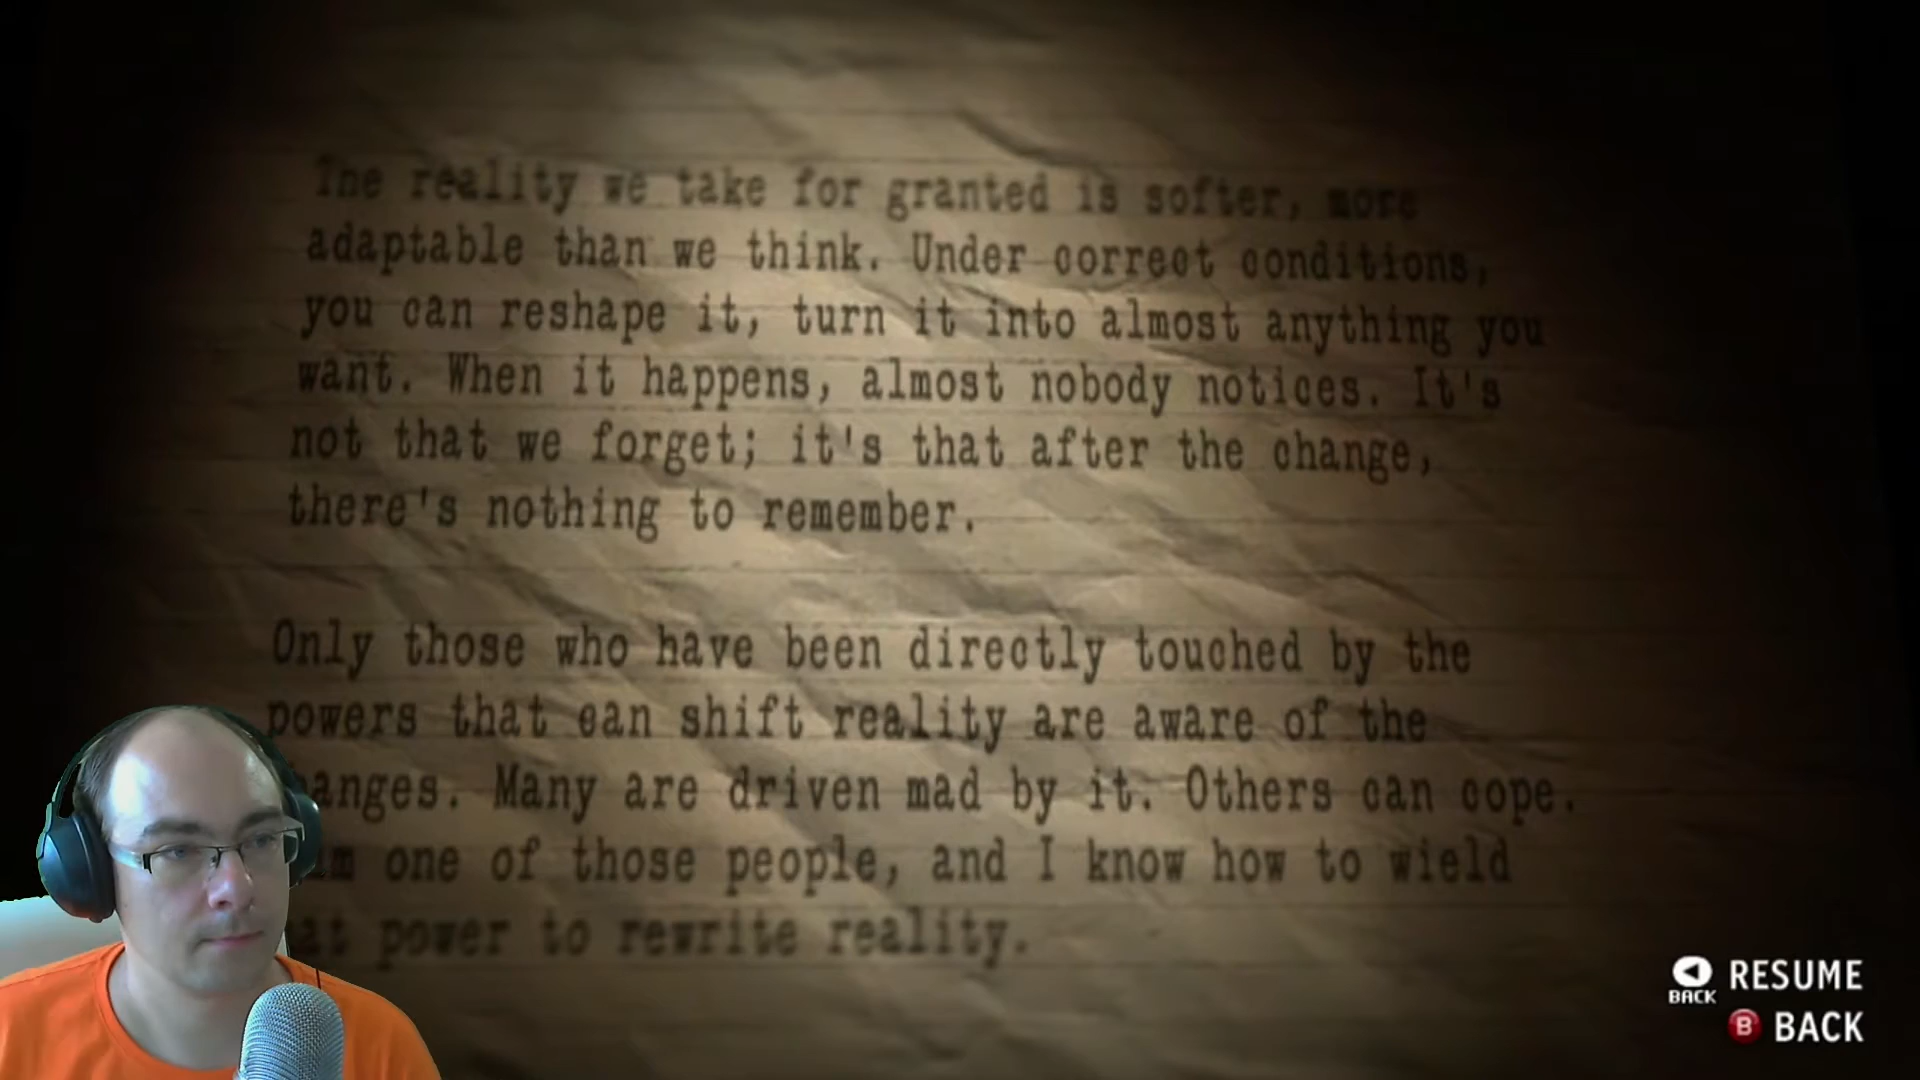 The reality we take for granted is softer, more
adaptable than we think. Under correct conditions,
you can reshape it, turn it into almost anything you
want. When it happens, almost nobody notices. It's
not that we forget; it's that after the change,
there's nothing to remember.
Only those who have been directly touched by the
powers that can shift reality are aware of the
anges. Many are driven mad by it. Others can cope.
one of those people, and I know how to wield
power to rewrite reality.
RESUME
BACK
B BACK